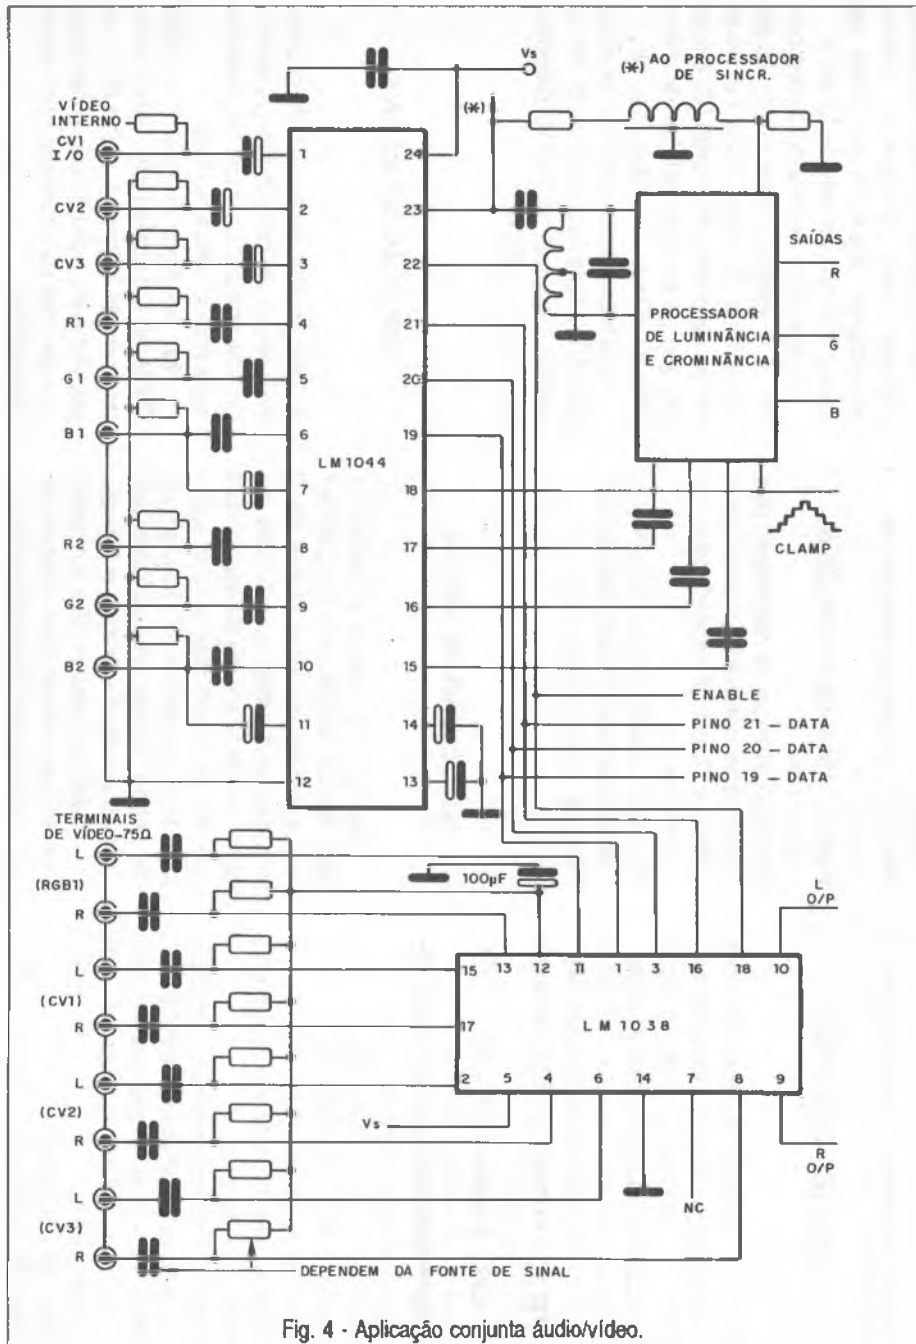 Vs
(*) AO PROCESSADOR
DE SINCR.
(*)
VÍDEO
INTERNO
CV1
I/O
CV2
CV3
R1
G1
B1
R2
G2
B2
1
2
3
4
5
6
7
8
9
10
11
12
LM1044
24
23
22
21
20
19
18
17
16
15
14
13
PROCESSADOR
DE LUMINÂNCIA
E CROMINÂNCIA
SAÍDAS
R
G
B
CLAMP
ENABLE
PINO 21 — DATA
PINO 20 — DATA
PINO 19 — DATA
TERMINAIS
DE VÍDEO-75Ω
L
(RGB1)
R
L
(CV1)
R
L
(CV2)
R
L
(CV3)
R
100µF
L
O/P
15 13 12 11 1 3 16 18 10
17
LM1038
2 5 4 6 14 7 8 9
Vs
NC
R
O/P
DEPENDEM DA FONTE DE SINAL
Fig. 4 - Aplicação conjunta áudio/vídeo.